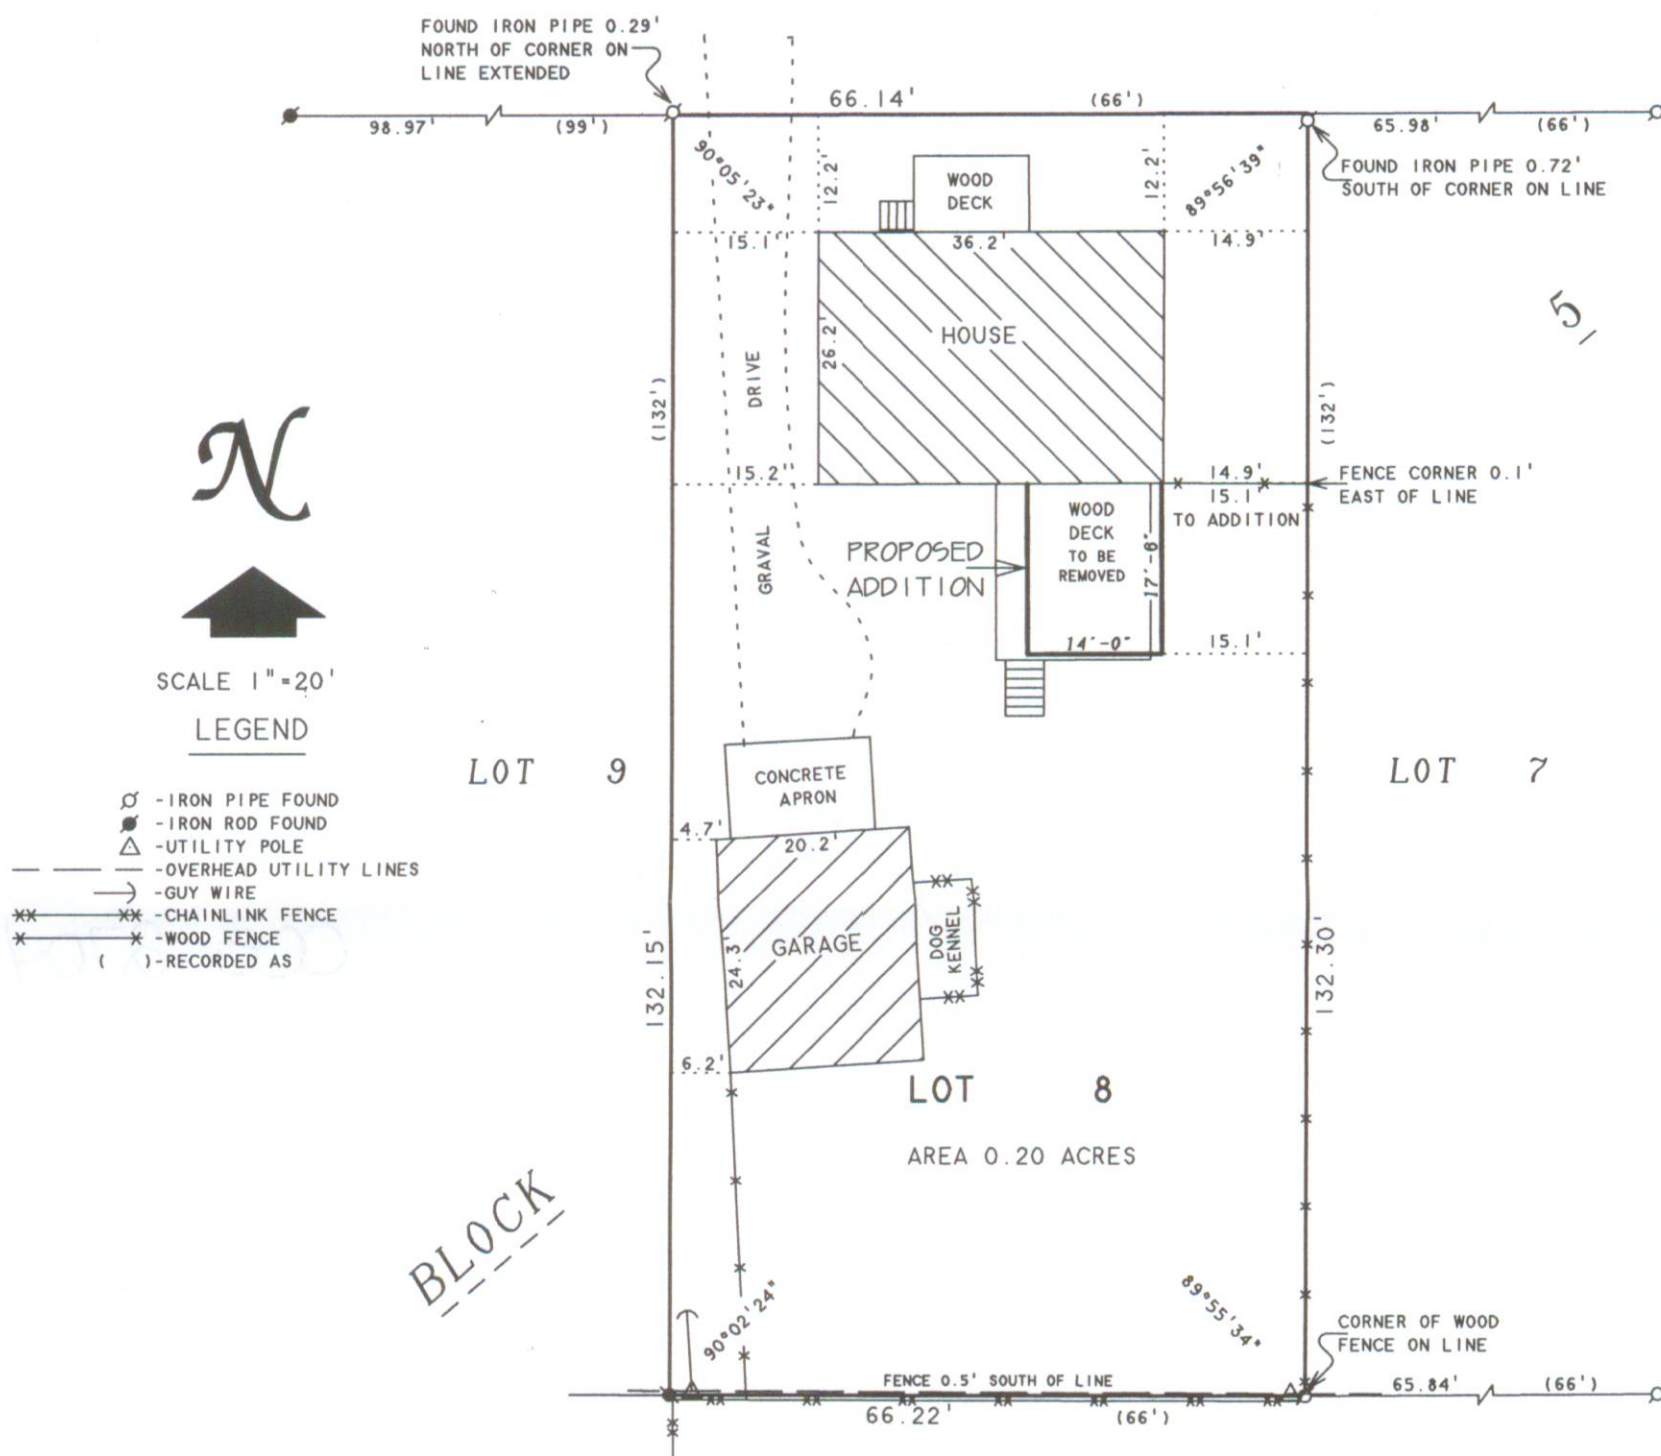 FOUND IRON PIPE 0.29'
NORTH OF CORNER ON
LINE EXTENDED
66.14'
(66')
98.97'
(99')
65.98'
(66')
FOUND IRON PIPE 0.72'
SOUTH OF CORNER ON LINE
90°05'23"
12.2'
WOOD
DECK
12.2'
89°56'39"
15.1'
36.2'
14.9'
5
HOUSE
26.2'
DRIVE
(132')
(132')
N
15.2'
14.9'
15.1'
TO ADDITION
FENCE CORNER 0.1'
EAST OF LINE
WOOD
DECK
TO BE
REMOVED
17'-6"
GRAVAL
PROPOSED
ADDITION
14'-0"
15.1'
SCALE 1"=20'
LEGEND
-IRON PIPE FOUND
-IRON ROD FOUND
-UTILITY POLE
-OVERHEAD UTILITY LINES
-GUY WIRE
-CHAINLINK FENCE
-WOOD FENCE
( )-RECORDED AS
LOT 9
LOT 7
CONCRETE
APRON
4.7'
20.2'
GARAGE
24.3'
DOG
KENNEL
132.15'
132.30'
6.2'
LOT 8
AREA 0.20 ACRES
BLOCK
90°02'24"
89°55'34"
CORNER OF WOOD
FENCE ON LINE
FENCE 0.5' SOUTH OF LINE
66.22'
(66')
65.84'
(66')